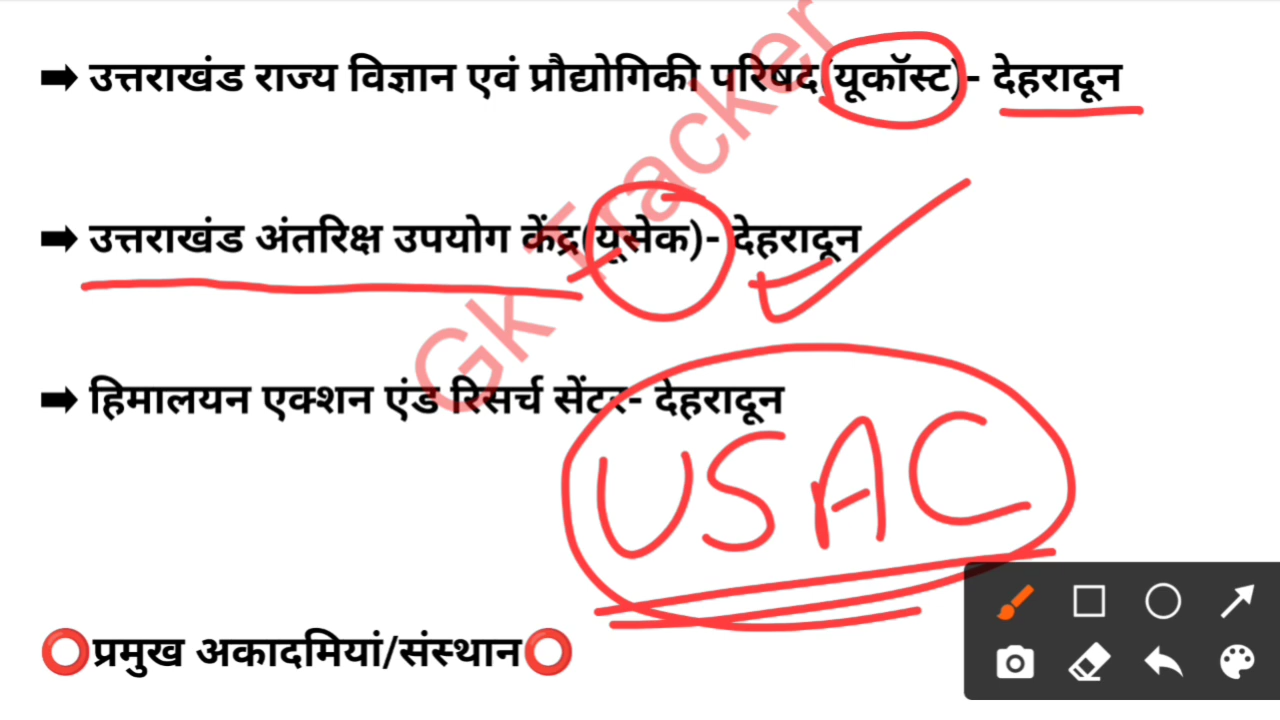 ➡ उत्तराखंड राज्य विज्ञान एवं प्रौद्योगिकी परिषद(यूकॉस्ट)- देहरादून
➡ उत्तराखंड अंतरिक्ष उपयोग केंद्र(यूसेक)- देहरादून
➡ हिमालयन एक्शन एंड रिसर्च सेंटर- देहरादून
USAC
⭕प्रमुख अकादमियां/संस्थान⭕
Gk Tracker